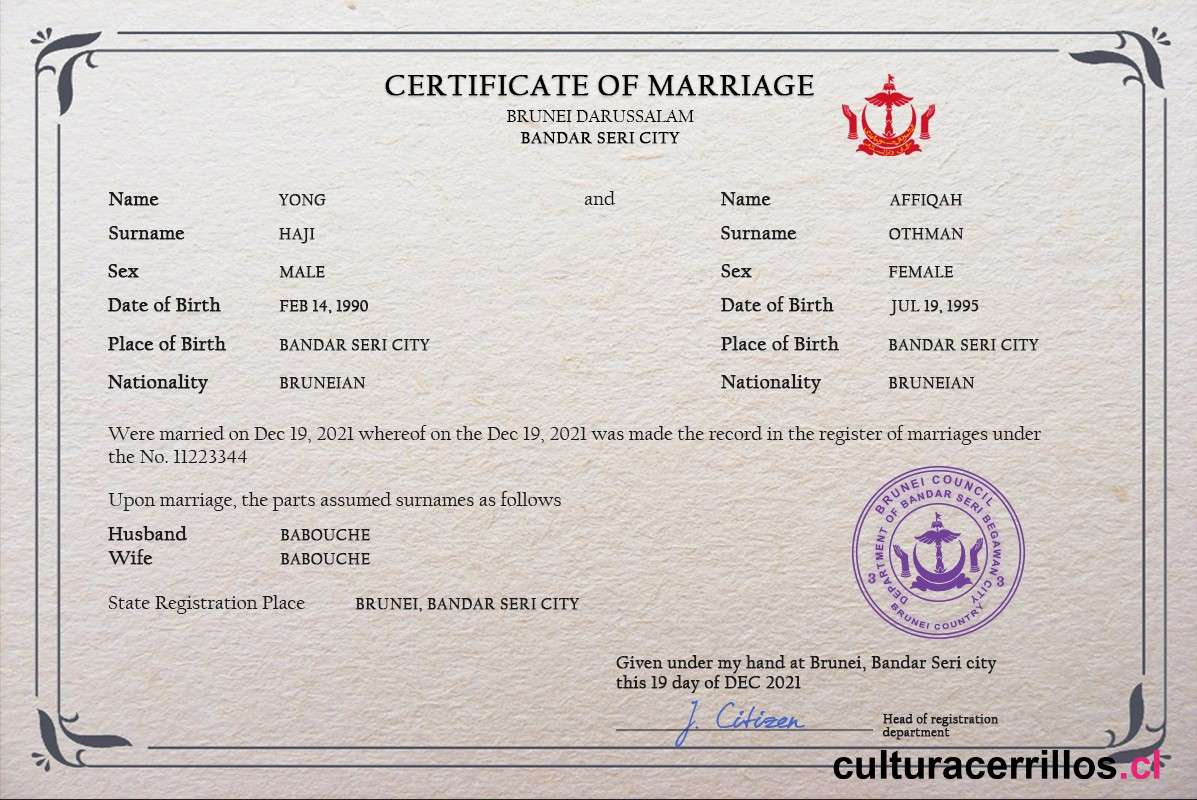 CERTIFICATE OF MARRIAGE
BRUNEI DARUSSALAM
BANDAR SERI CITY
Name YONG and Name AFFIQAH
Surname HAJI Surname OTHMAN
Sex MALE Sex FEMALE
Date of Birth FEB 14, 1990 Date of Birth JUL 19, 1995
Place of Birth BANDAR SERI CITY Place of Birth BANDAR SERI CITY
Nationality BRUNEIAN Nationality BRUNEIAN
Were married on Dec 19, 2021 whereof on the Dec 19, 2021 was made the record in the register of marriages under
the No. 11223344
Upon marriage, the parts assumed surnames as follows
Husband BABOUCHE
Wife BABOUCHE
State Registration Place BRUNEI, BANDAR SERI CITY
BRUNEI COUNCIL
DEPARTMENT OF BANDAR SERI BEGAWAN CITY
3 3
BRUNEI COUNTRY
Given under my hand at Brunei, Bandar Seri city
this 19 day of DEC 2021
J. Citizen
Head of registration
department
culturacerrillos.cl